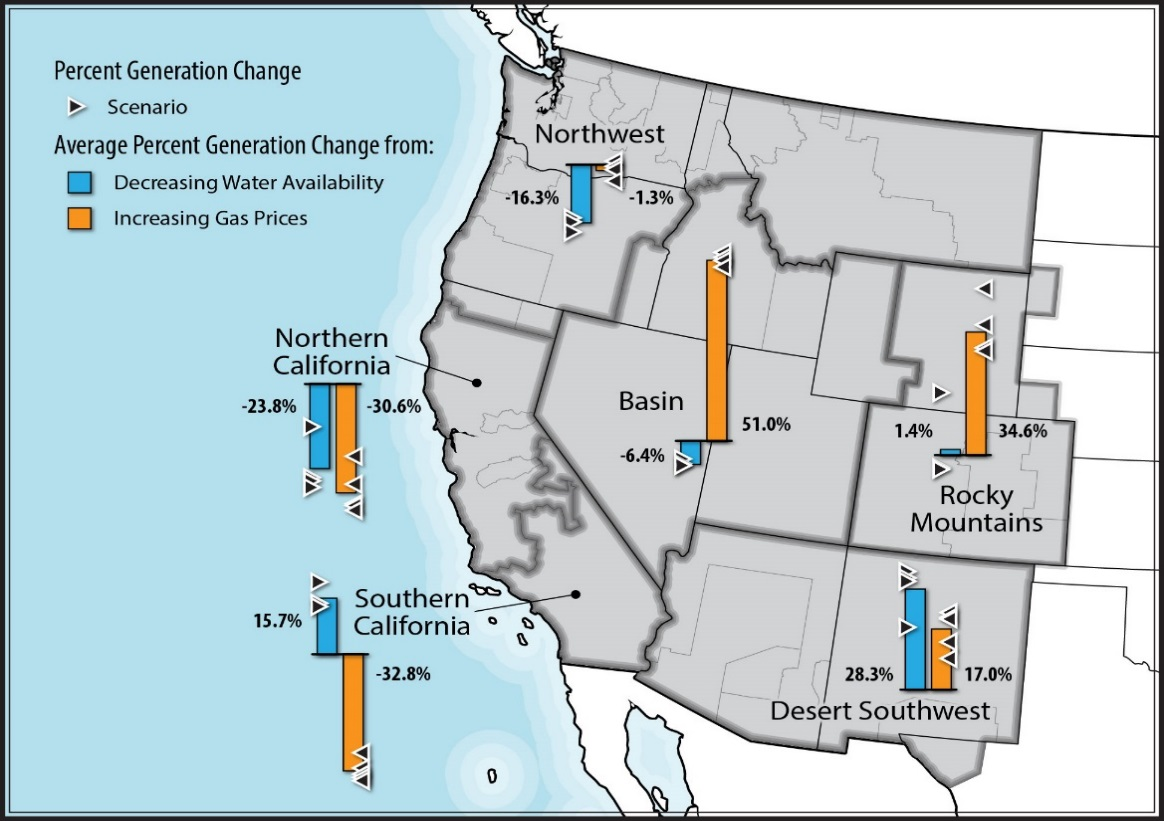 Percent Generation Change
Scenario
Average Percent Generation Change from:
Decreasing Water Availability
Increasing Gas Prices
Northwest
-16.3%
-1.3%
Northern
California
-23.8%
-30.6%
Basin
-6.4%
51.0%
1.4%
34.6%
Rocky
Mountains
Southern
California
15.7%
-32.8%
28.3%
17.0%
Desert Southwest